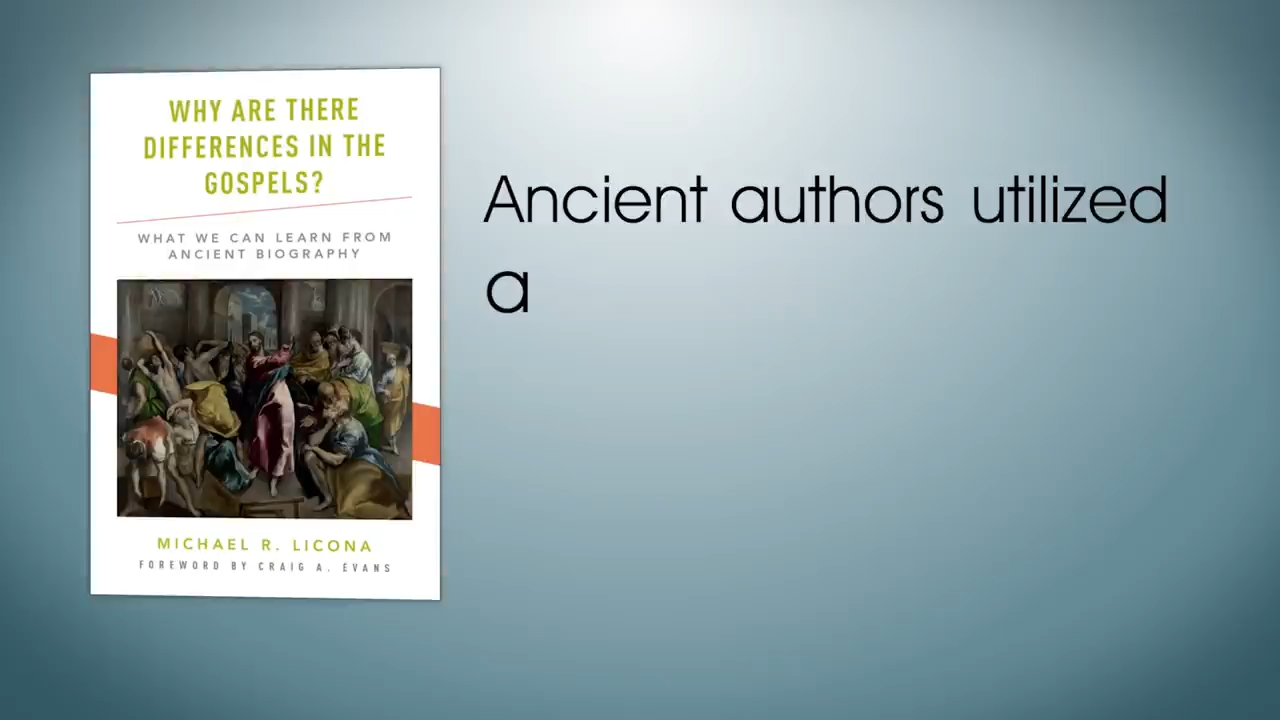 WHY ARE THERE
DIFFERENCES IN THE
GOSPELS?
WHAT WE CAN LEARN FROM
ANCIENT BIOGRAPHY
MICHAEL R. LICONA
FOREWORD BY CRAIG A. EVANS
Ancient authors utilized
a